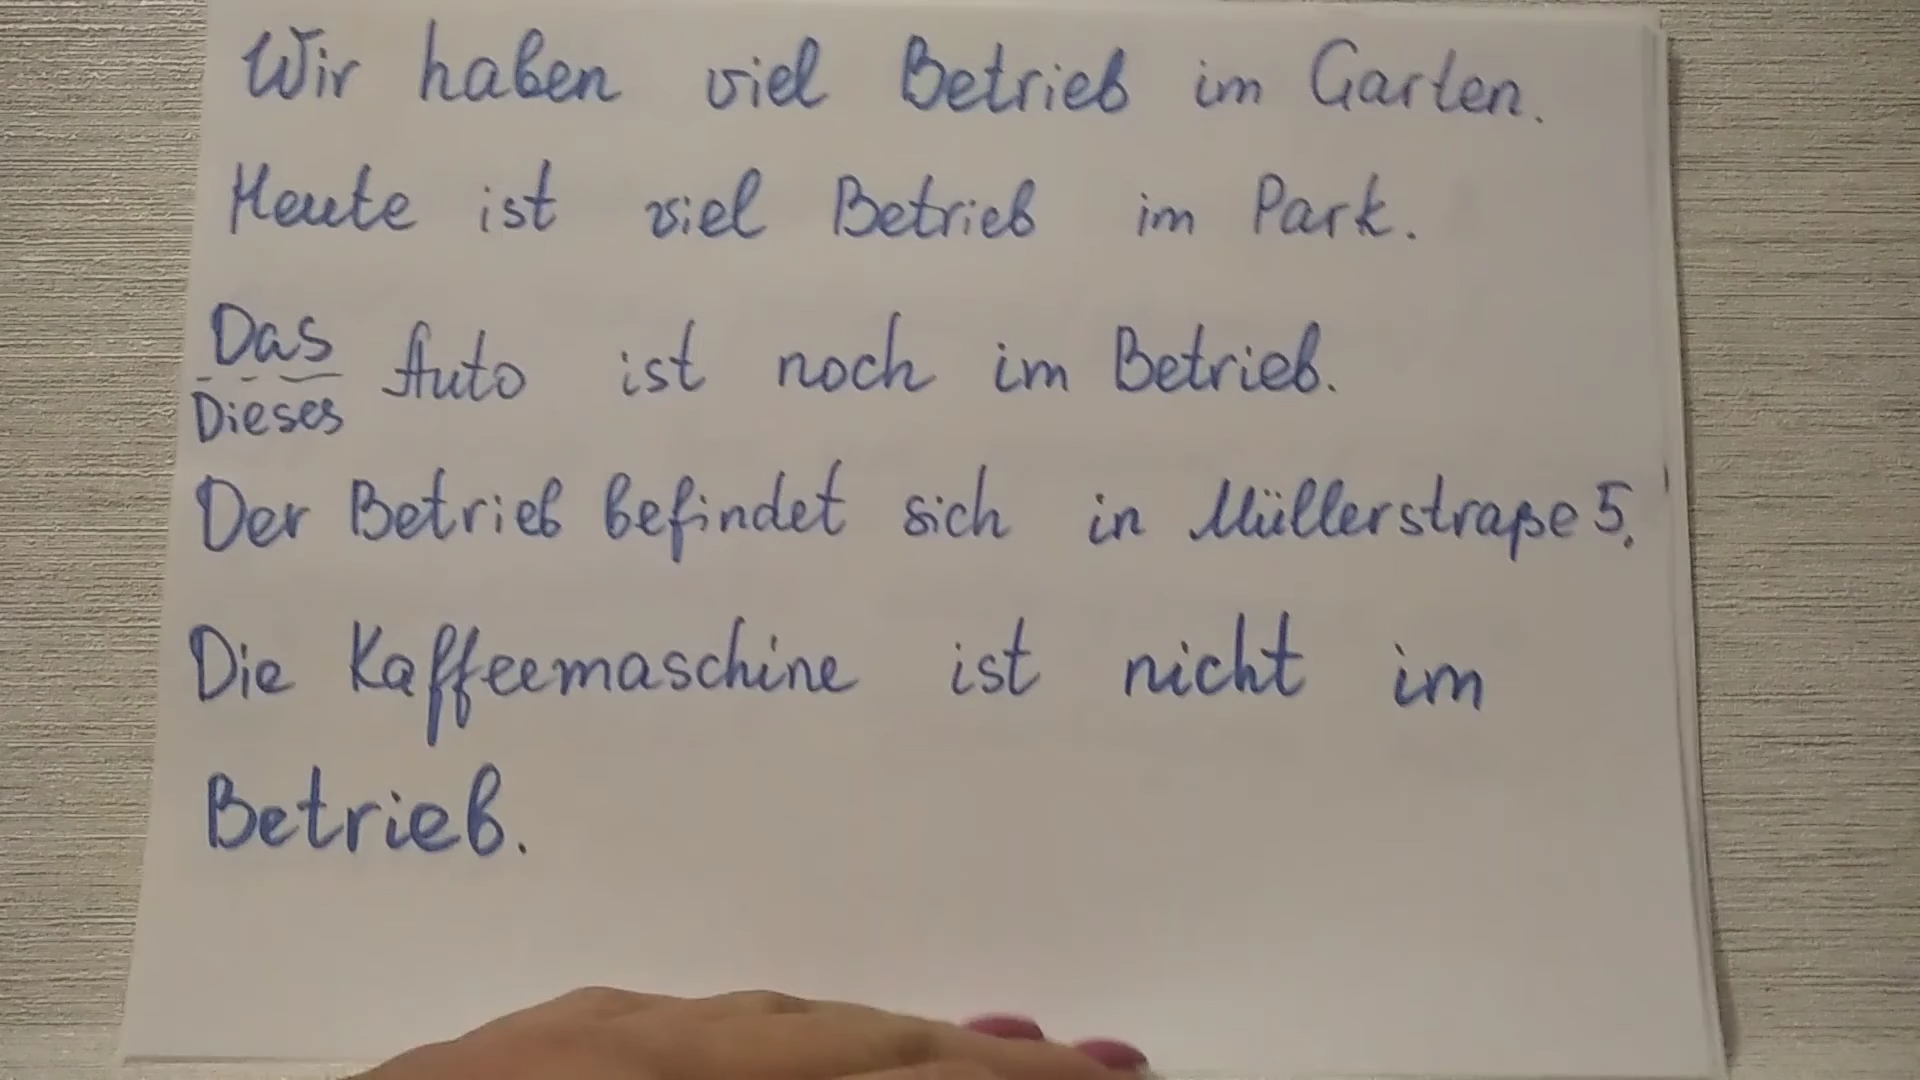 Wir haben viel Betrieb im Garten.
Heute ist viel Betrieb im Park.
Das
Auto ist noch im Betrieb.
Dieses
Der Betrieb befindet sich in Müllerstraße 5.
Die Kaffeemaschine ist nicht im
Betrieb.